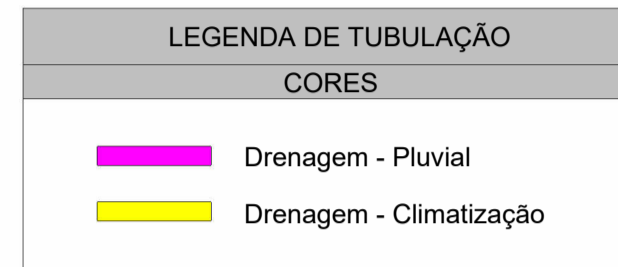 LEGENDA DE TUBULAÇÃO
CORES
Drenagem - Pluvial
Drenagem - Climatização